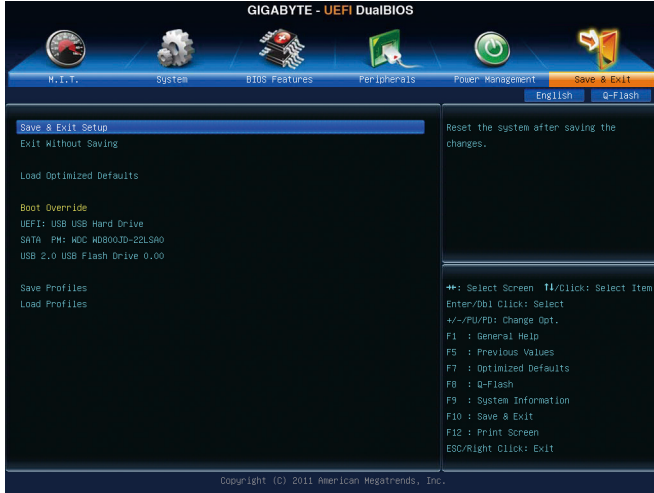 GIGABYTE - UEFI DualBIOS
M.I.T.
System
BIOS Features
Peripherals
Power Management
Save & Exit
English
Q-Flash
Save & Exit Setup
Exit Without Saving
Load Optimized Defaults
Boot Override
UEFI: USB USB Hard Drive
SATA PM: WDC WD800JD-22LSA0
USB 2.0 USB Flash Drive 0.00
Save Profiles
Load Profiles
Reset the system after saving the
changes.
→←: Select Screen ↑↓/Click: Select Item
Enter/Dbl Click: Select
+/-/PU/PD: Change Opt.
F1 : General Help
F5 : Previous Values
F7 : Optimized Defaults
F8 : Q-Flash
F9 : System Information
F10 : Save & Exit
F12 : Print Screen
ESC/Right Click: Exit
Copyright (C) 2011 American Megatrends, Inc.